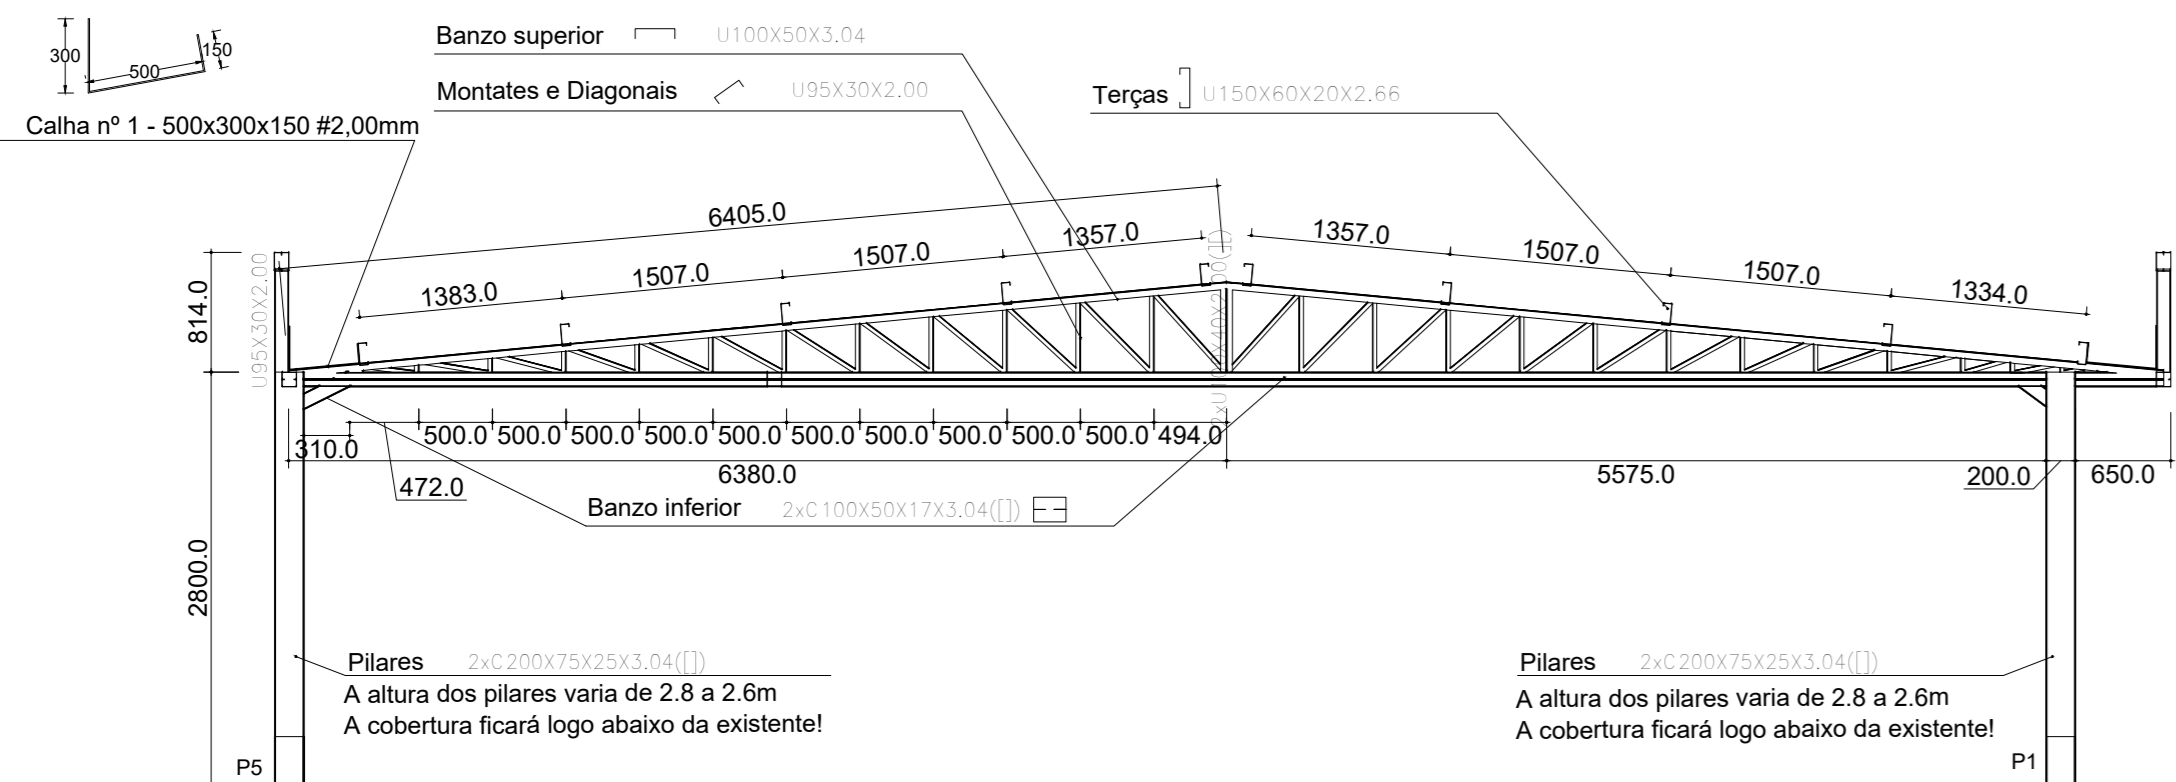 300
500
150
Calha nº 1 - 500x300x150 #2,00mm
Banzo superior U100X50X3.04
Montates e Diagonais U95X30X2.00
Terças U150X60X20X2.66
6405.0
1383.0
1507.0
1507.0
1357.0
1357.0
1507.0
1507.0
1334.0
814.0
U95X30X2.00
310.0
500.0 500.0 500.0 500.0 500.0 500.0 500.0 500.0 500.0 500.0 494.0
472.0
6380.0
5575.0
200.0
650.0
Banzo inferior 2xC100X50X17X3.04([])
2800.0
Pilares 2xC200X75X25X3.04([])
A altura dos pilares varia de 2.8 a 2.6m
A cobertura ficará logo abaixo da existente!
P5
Pilares 2xC200X75X25X3.04([])
A altura dos pilares varia de 2.8 a 2.6m
A cobertura ficará logo abaixo da existente!
P1